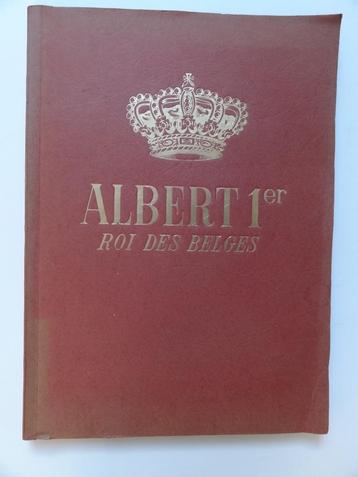 ALBERT 1er
ROI DES BELGES